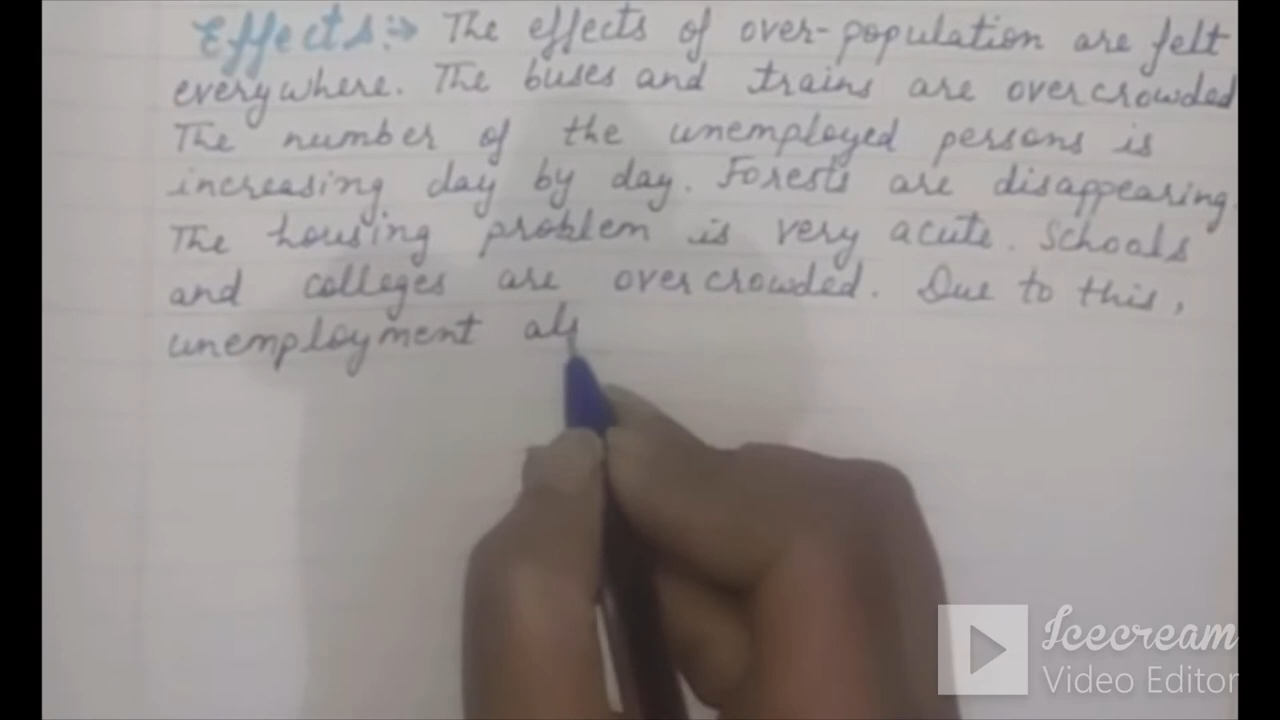 Effects:→ The effects of over-population are felt
everywhere. The buses and trains are overcrowded
The number of the unemployed persons is
increasing day by day. Forests are disappearing.
The housing problem is very acute. Schools
and colleges are overcrowded. Due to this,
unemployment als
Icecream
Video Editor